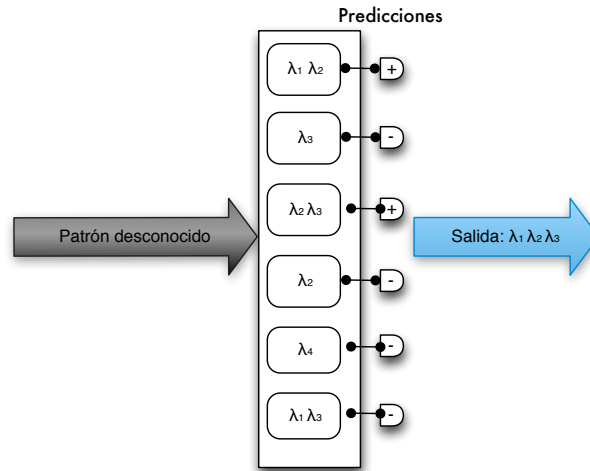 Predicciones
λ₁ λ₂ +
λ₃ -
λ₂ λ₃ +
Patrón desconocido
Salida: λ₁ λ₂ λ₃
λ₂ -
λ₄ -
λ₁ λ₃ -